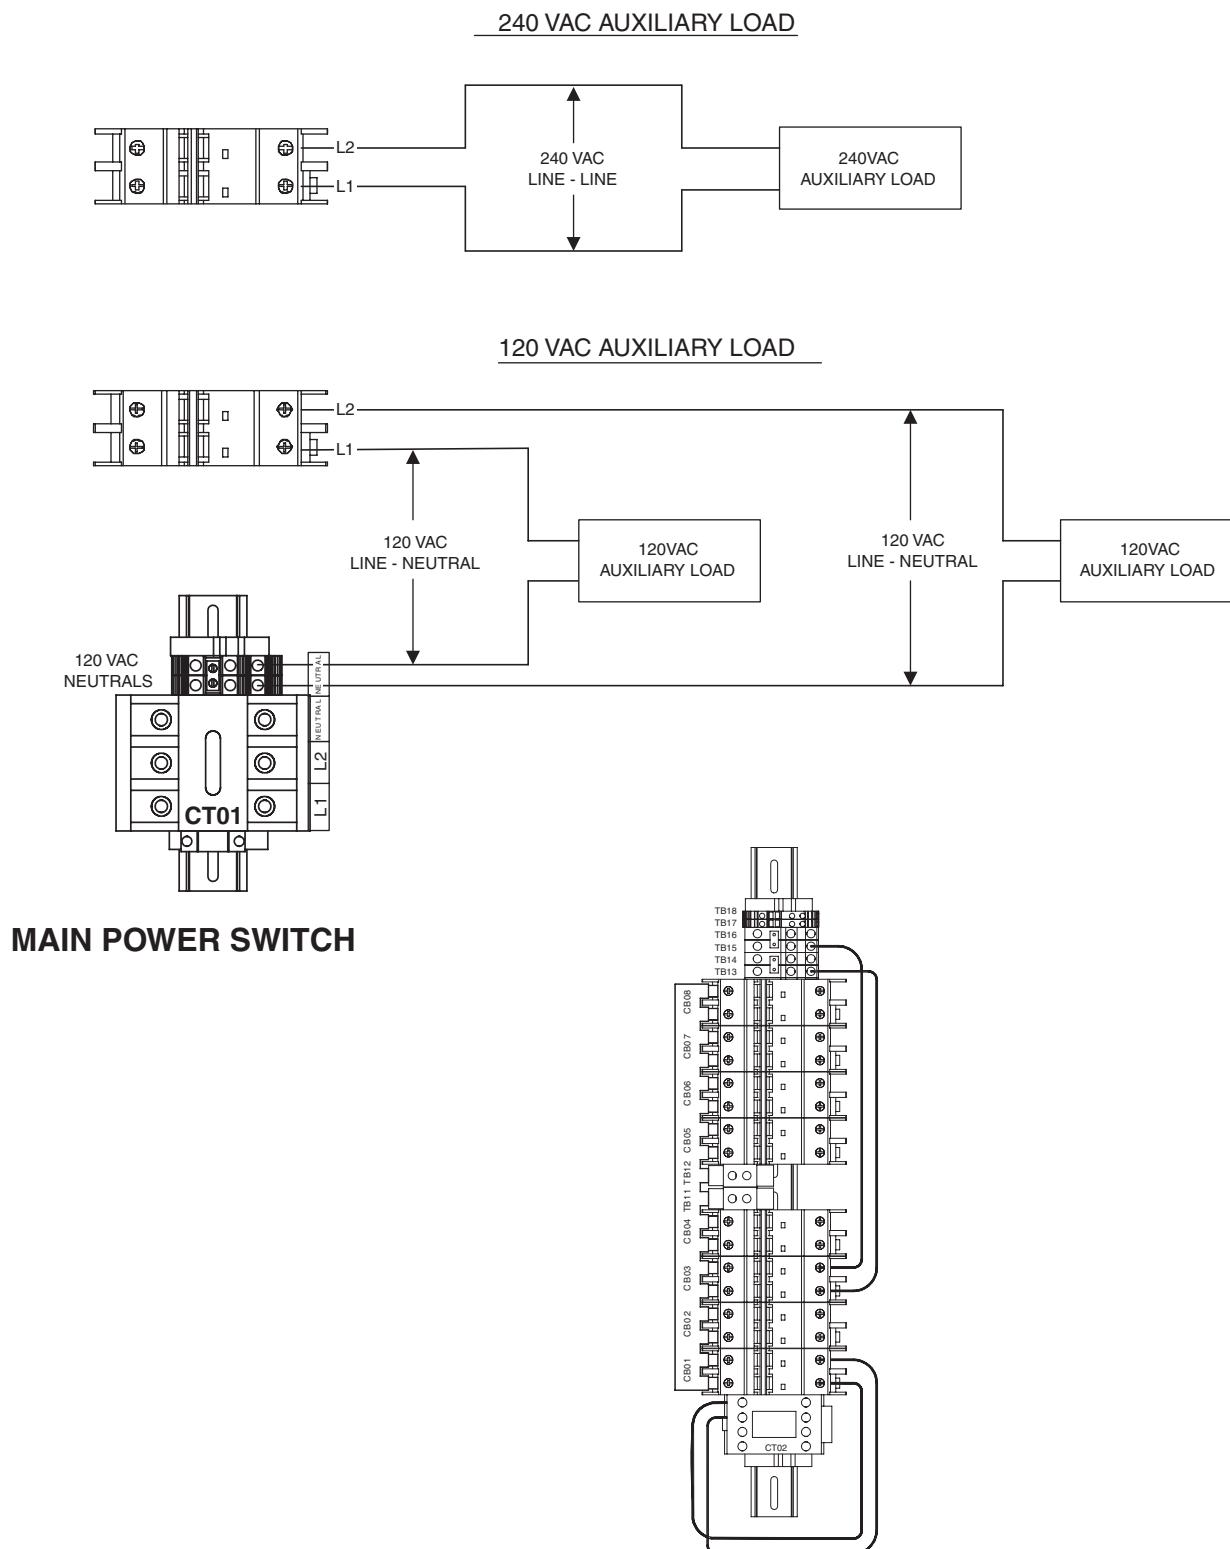 240 VAC AUXILIARY LOAD
L2
L1
240 VAC
LINE - LINE
240VAC
AUXILIARY LOAD
120 VAC AUXILIARY LOAD
L2
L1
120 VAC
LINE - NEUTRAL
120VAC
AUXILIARY LOAD
120 VAC
LINE - NEUTRAL
120VAC
AUXILIARY LOAD
120 VAC
NEUTRALS
NEUTRAL
NEUTRAL
L2
L1
CT01
MAIN POWER SWITCH
TB18
TB17
TB16
TB15
TB14
TB13
CB08
CB07
CB06
CB05
TB12
TB11
CB04
CB03
CB02
CB01
CT02